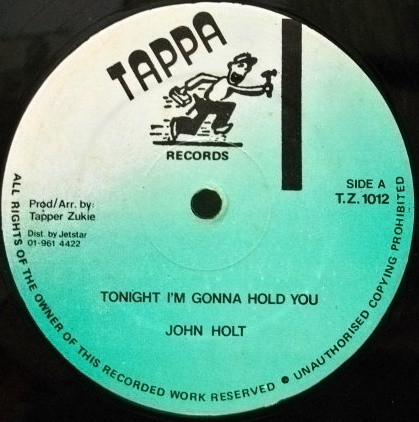 TAPPA
RECORDS
SIDE A
T.Z. 1012
Prod/Arr. by:
Tapper Zukie
Dist. by Jetstar
01-961 4422
TONIGHT I'M GONNA HOLD YOU
JOHN HOLT
ALL RIGHTS OF THE OWNER OF THIS RECORDED WORK RESERVED ● UNAUTHORISED COPYING PROHIBITED